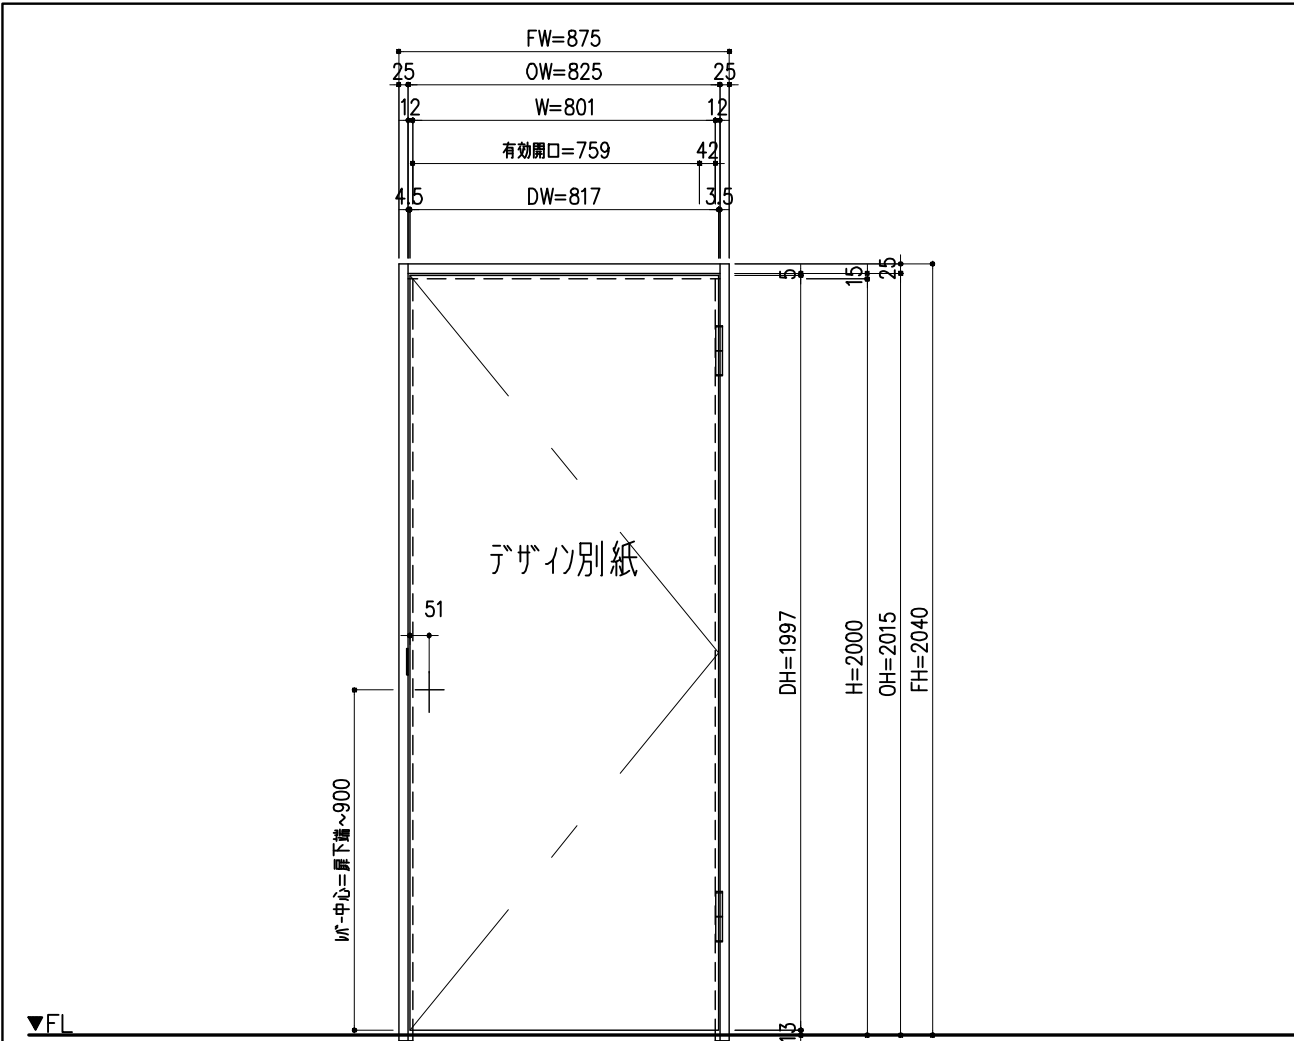 FW=875
25 OW=825 25
12 W=801 12
有効開口=759 42
4.5 DW=817 3.5
5 15 25
デザイン別紙
51
DH=1997
H=2000
OH=2015
FH=2040
レバー中心=扉下端~900
13
▼FL